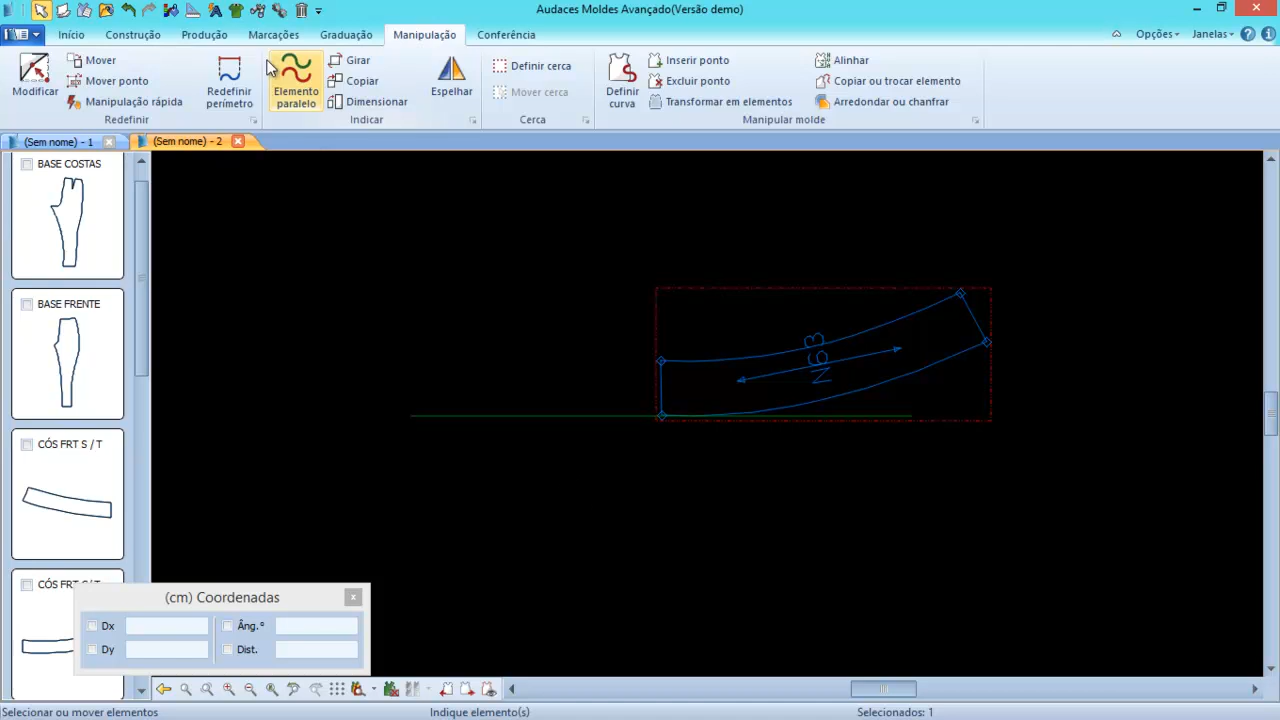 Audaces Moldes Avançado(Versão demo)
Início Construção Produção Marcações Graduação Manipulação Conferência Opções Janelas
Modificar
Mover
Mover ponto
Manipulação rápida
Redefinir perímetro
Redefinir
Elemento paralelo
Girar
Copiar
Dimensionar
Espelhar
Indicar
Definir cerca
Mover cerca
Cerca
Definir curva
Inserir ponto
Excluir ponto
Transformar em elementos
Alinhar
Copiar ou trocar elemento
Arredondar ou chanfrar
Manipular molde
(Sem nome) - 1
(Sem nome) - 2
BASE COSTAS
BASE FRENTE
CÓS FRT S / T
(cm) Coordenadas
Dx Âng.º
Dy Dist.
Selecionar ou mover elementos Indique elemento(s) Selecionados: 1